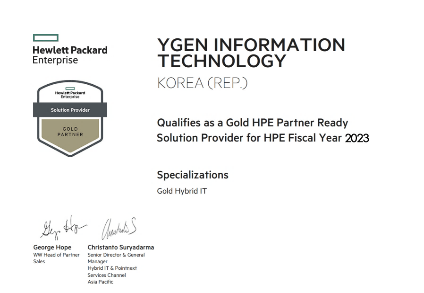 Hewlett Packard
Enterprise
Hewlett Packard
Enterprise
Solution Provider
GOLD
PARTNER
YGEN INFORMATION
TECHNOLOGY
KOREA (REP.)
Qualifies as a Gold HPE Partner Ready
Solution Provider for HPE Fiscal Year 2023
Specializations
Gold Hybrid IT
George Hope
WW Head of Partner
Sales
Christanto Suryadarma
Senior Director & General
Manager
Hybrid IT & Pointnext
Services Channel
Asia Pacific